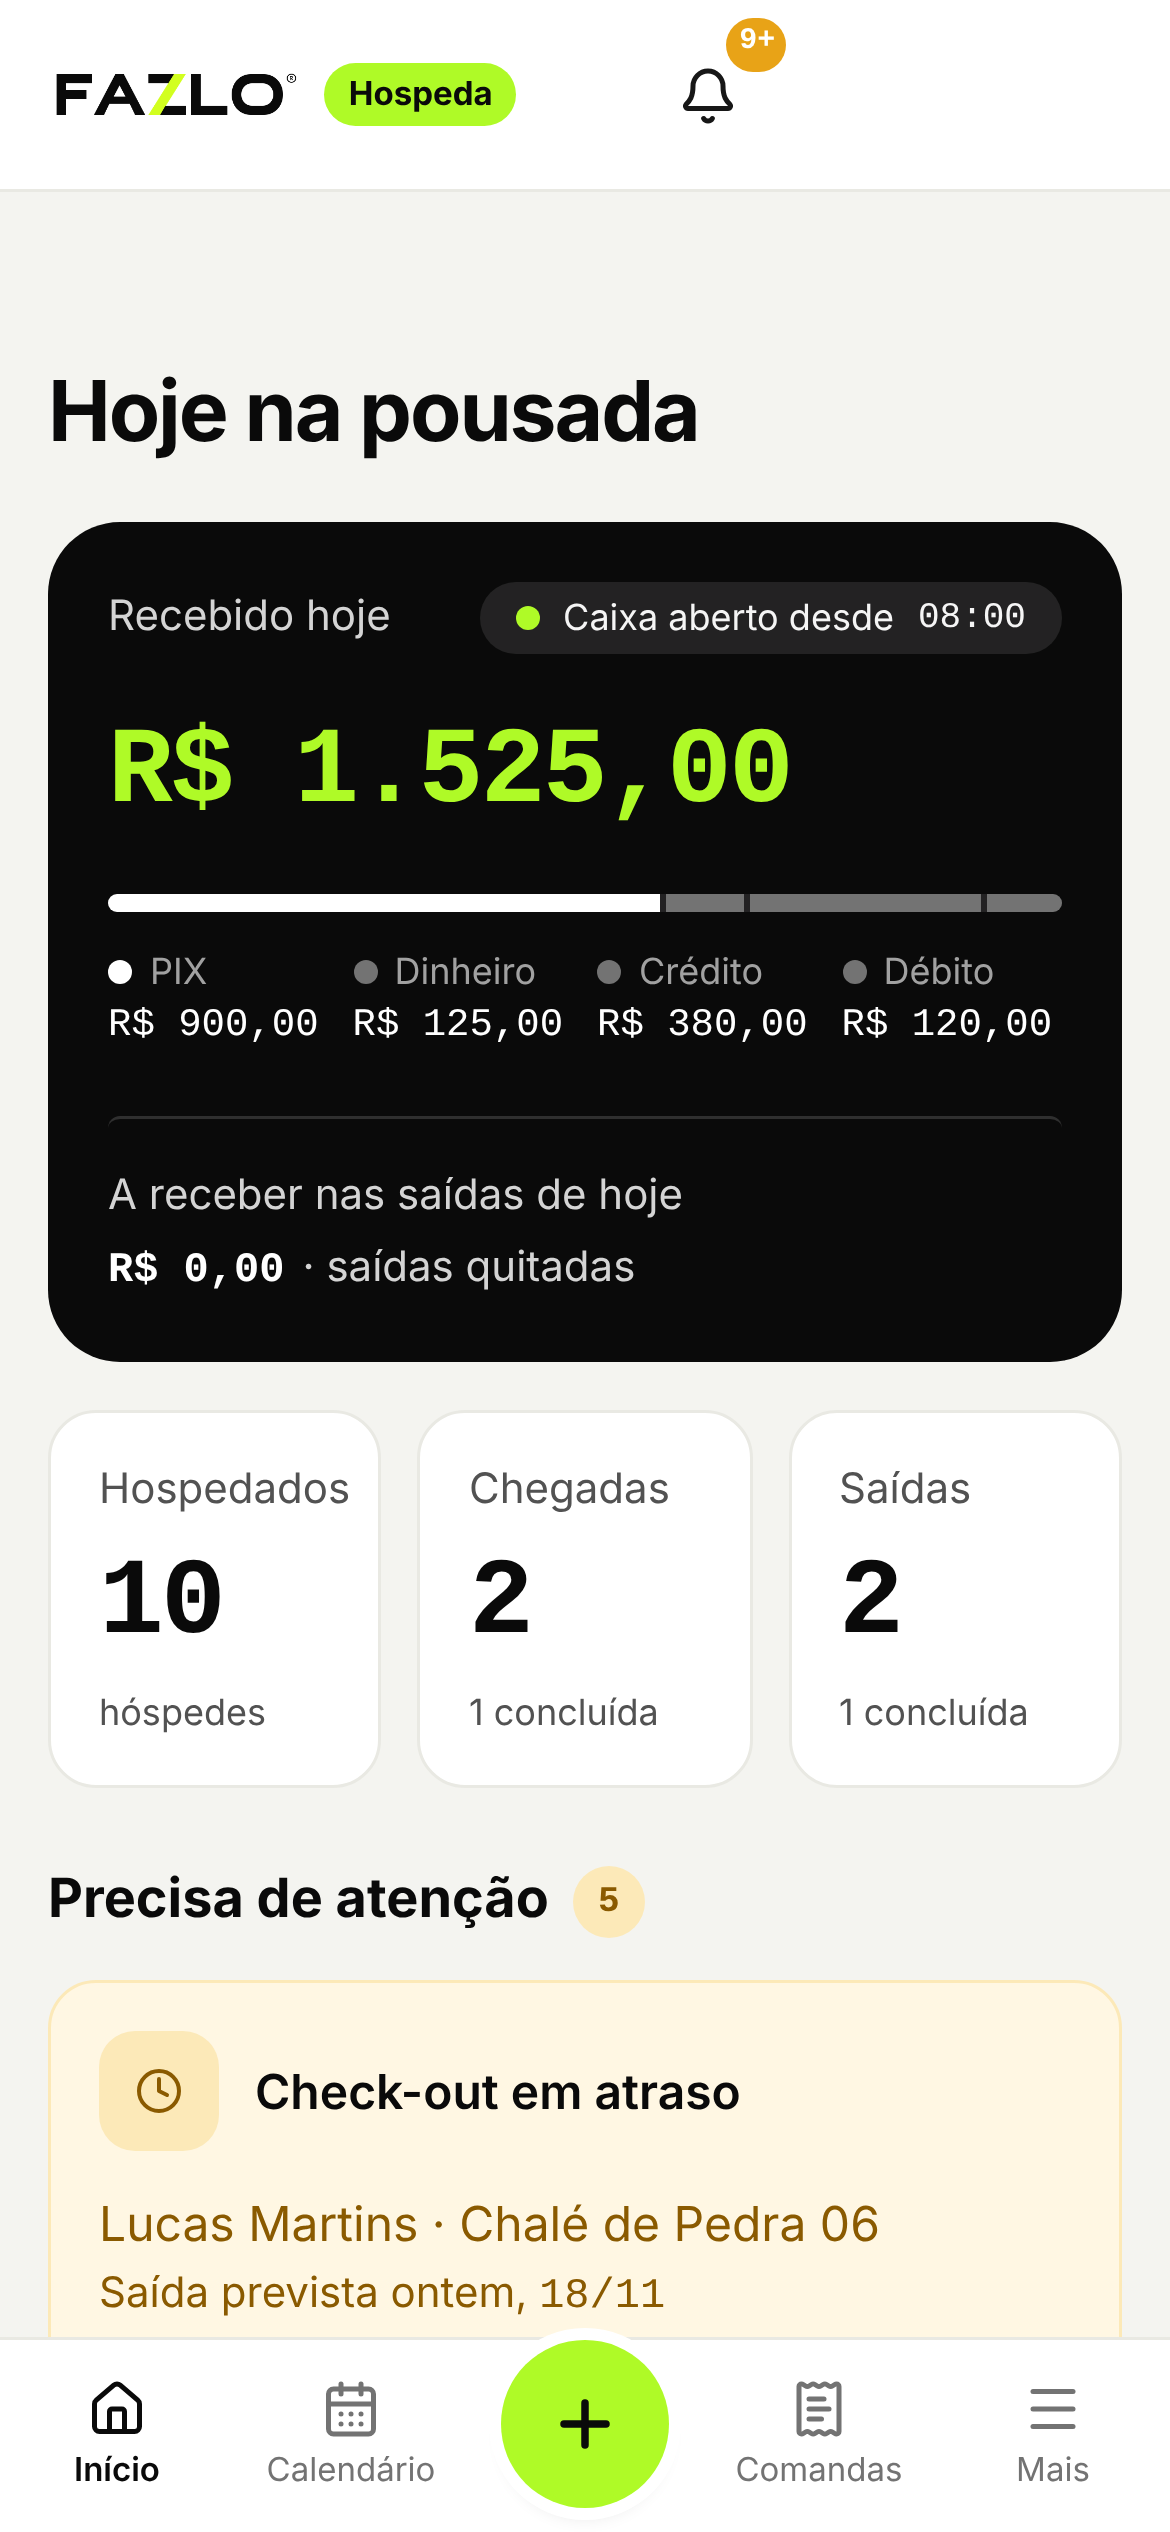 FAZLO® Hospeda
9+
Hoje na pousada
Recebido hoje
Caixa aberto desde 08:00
R$ 1.525,00
PIX Dinheiro Crédito Débito
R$ 900,00 R$ 125,00 R$ 380,00 R$ 120,00
A receber nas saídas de hoje
R$ 0,00 · saídas quitadas
Hospedados Chegadas Saídas
10 2 2
hóspedes 1 concluída 1 concluída
Precisa de atenção 5
Check-out em atraso
Lucas Martins · Chalé de Pedra 06
Saída prevista ontem, 18/11
Início Calendário Comandas Mais